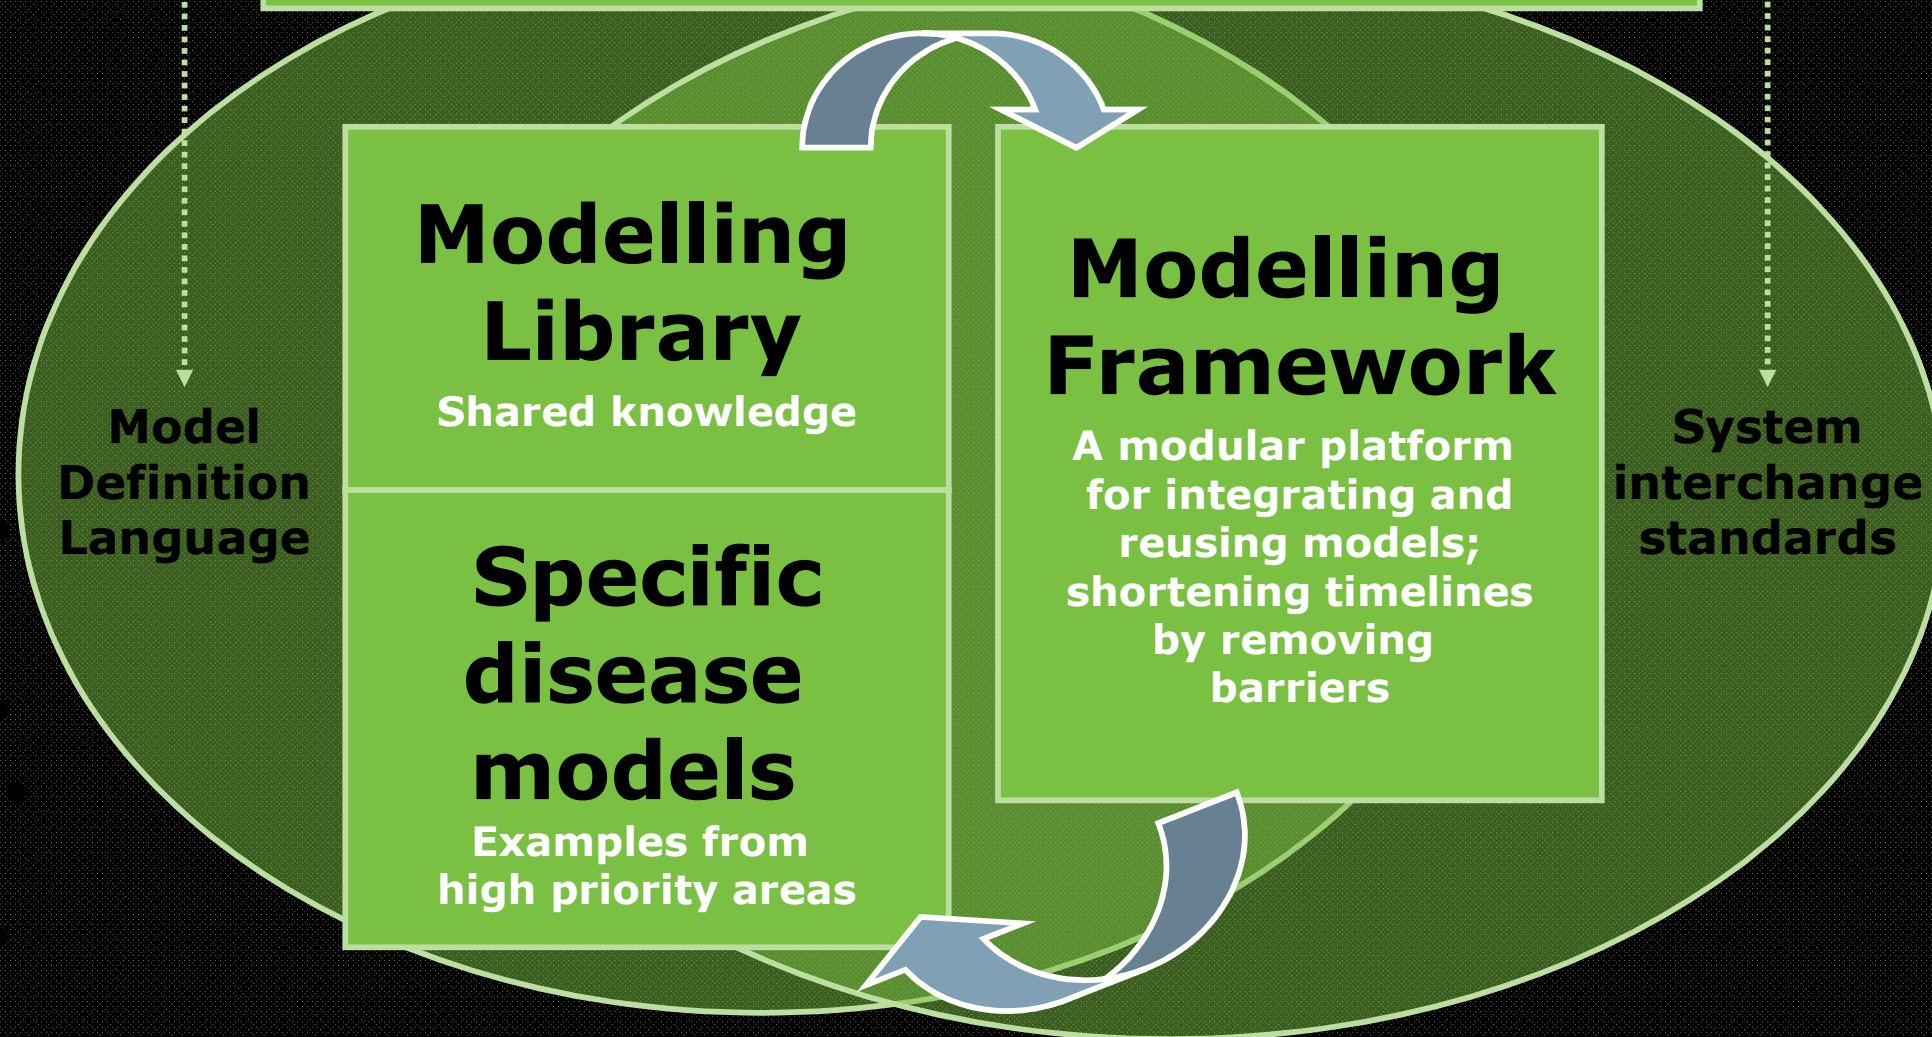 Modelling
Library
Shared knowledge
Specific
disease
models
Examples from
high priority areas
Modelling
Framework
A modular platform
for integrating and
reusing models;
shortening timelines
by removing
barriers
Model
Definition
Language
System
interchange
standards